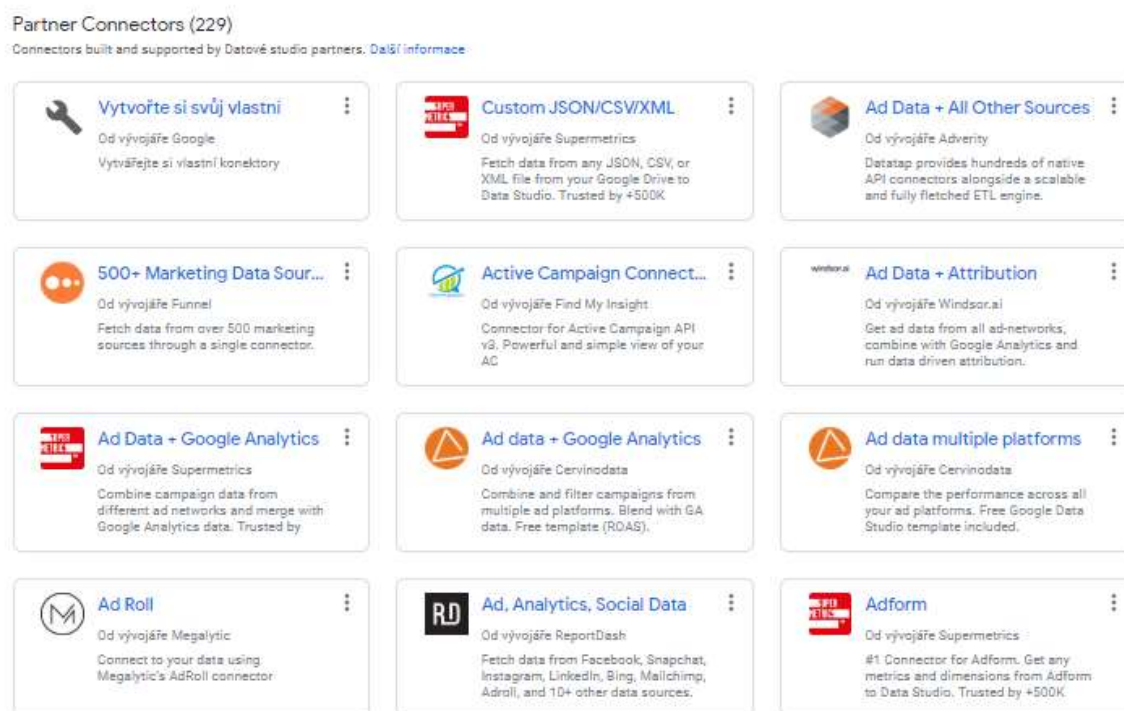 Partner Connectors (229)
Connectors built and supported by Datové studio partners. Další informace
Vytvořte si svůj vlastní
Od vývojáře Google
Vytvářejte si vlastní konektory
SUPER
METRICS
Custom JSON/CSV/XML
Od vývojáře Supermetrics
Fetch data from any JSON, CSV, or
XML file from your Google Drive to
Data Studio. Trusted by +500K
Ad Data + All Other Sources
Od vývojáře Adverity
Datatap provides hundreds of native
API connectors alongside a scalable
and fully fletched ETL engine.
500+ Marketing Data Sour...
Od vývojáře Funnel
Fetch data from over 500 marketing
sources through a single connector.
Active Campaign Connect...
Od vývojáře Find My Insight
Connector for Active Campaign API
v3. Powerful and simple view of your
AC
windsor.ai
Ad Data + Attribution
Od vývojáře Windsor.ai
Get ad data from all ad-networks,
combine with Google Analytics and
run data driven attribution.
SUPER
METRICS
Ad Data + Google Analytics
Od vývojáře Supermetrics
Combine campaign data from
different ad networks and merge with
Google Analytics data. Trusted by
Ad data + Google Analytics
Od vývojáře Cervinodata
Combine and filter campaigns from
multiple ad platforms. Blend with GA
data. Free template (ROAS).
Ad data multiple platforms
Od vývojáře Cervinodata
Compare the performance across all
your ad platforms. Free Google Data
Studio template included.
Ad Roll
Od vývojáře Megalytic
Connect to your data using
Megalytic's AdRoll connector
RD
Ad, Analytics, Social Data
Od vývojáře ReportDash
Fetch data from Facebook, Snapchat,
Instagram, LinkedIn, Bing, Mailchimp,
Adroll, and 10+ other data sources.
SUPER
METRICS
Adform
Od vývojáře Supermetrics
#1 Connector for Adform. Get any
metrics and dimensions from Adform
to Data Studio. Trusted by +500K